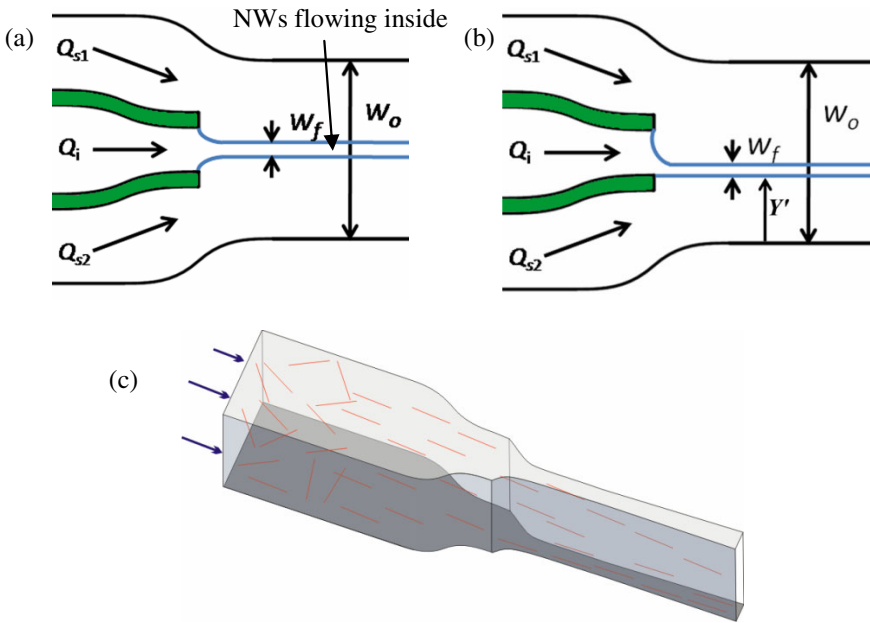 (a)
NWs flowing inside
Qs1
Qi
Qs2
Wf
Wo
(b)
Qs1
Qi
Qs2
Wf
Wo
Y'
(c)